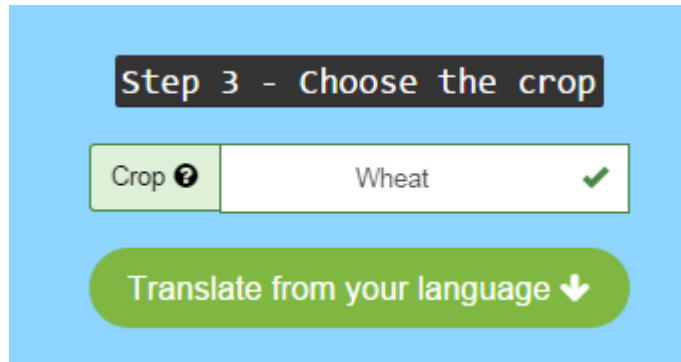 Step 3 - Choose the crop
Crop
Wheat
Translate from your language